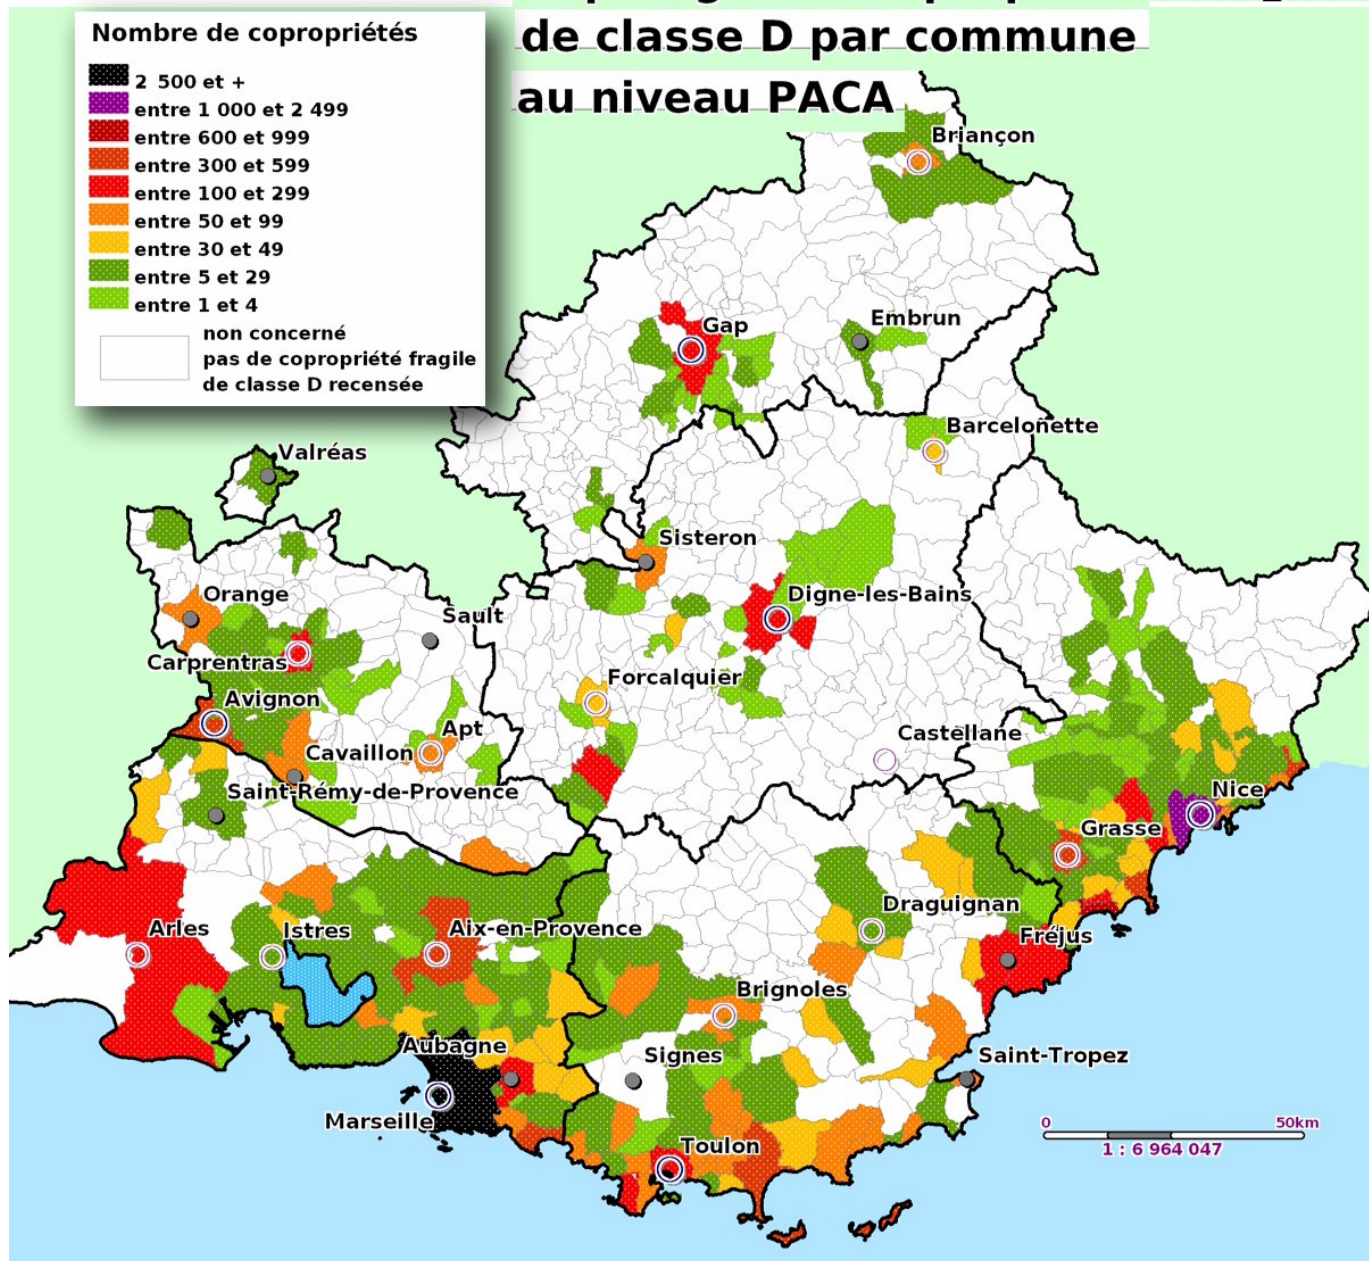 de classe D par commune
au niveau PACA
Nombre de copropriétés
2 500 et +
entre 1 000 et 2 499
entre 600 et 999
entre 300 et 599
entre 100 et 299
entre 50 et 99
entre 30 et 49
entre 5 et 29
entre 1 et 4
non concerné
pas de copropriété fragile
de classe D recensée
Briançon
Gap
Embrun
Barcelonette
Valréas
Sisteron
Orange
Sault
Digne-les-Bains
Carprentras
Forcalquier
Avignon
Apt
Cavaillon
Castellane
Saint-Rémy-de-Provence
Nice
Grasse
Draguignan
Arles
Istres
Aix-en-Provence
Fréjus
Brignoles
Aubagne
Signes
Saint-Tropez
Marseille
Toulon
0 50km
1 : 6 964 047